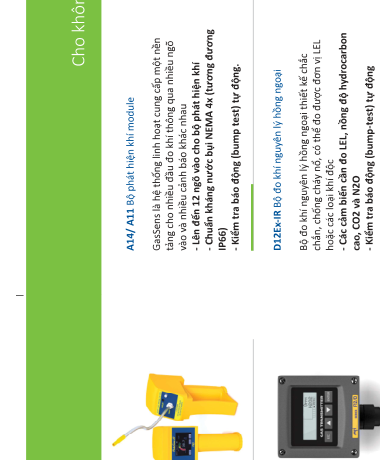 Cho khôn
A14/ A11 Bộ phát hiện khí module
GasSens là hệ thống linh hoạt cung cấp một nền
tảng cho nhiều đầu đo khí thông qua nhiều ngõ
vào và nhiều cảnh báo khác nhau
- Lên đến 12 ngõ vào cho bộ phát hiện khí
- Chuẩn kháng nước bụi NEMA 4x (tương đương
IP66)
- Kiểm tra báo động (bump test) tự động.
D12Ex-IR Bộ đo khí nguyên lý hồng ngoại
Bộ đo khí nguyên lý hồng ngoại thiết kế chắc
chắn, chống cháy nổ, có thể đo được đơn vị LEL
hoặc các loại khí độc
- Các cảm biến cần đo LEL, nồng độ hydrocarbon
cao, CO2 và N2O
- Kiểm tra báo động (bump-test) tự động